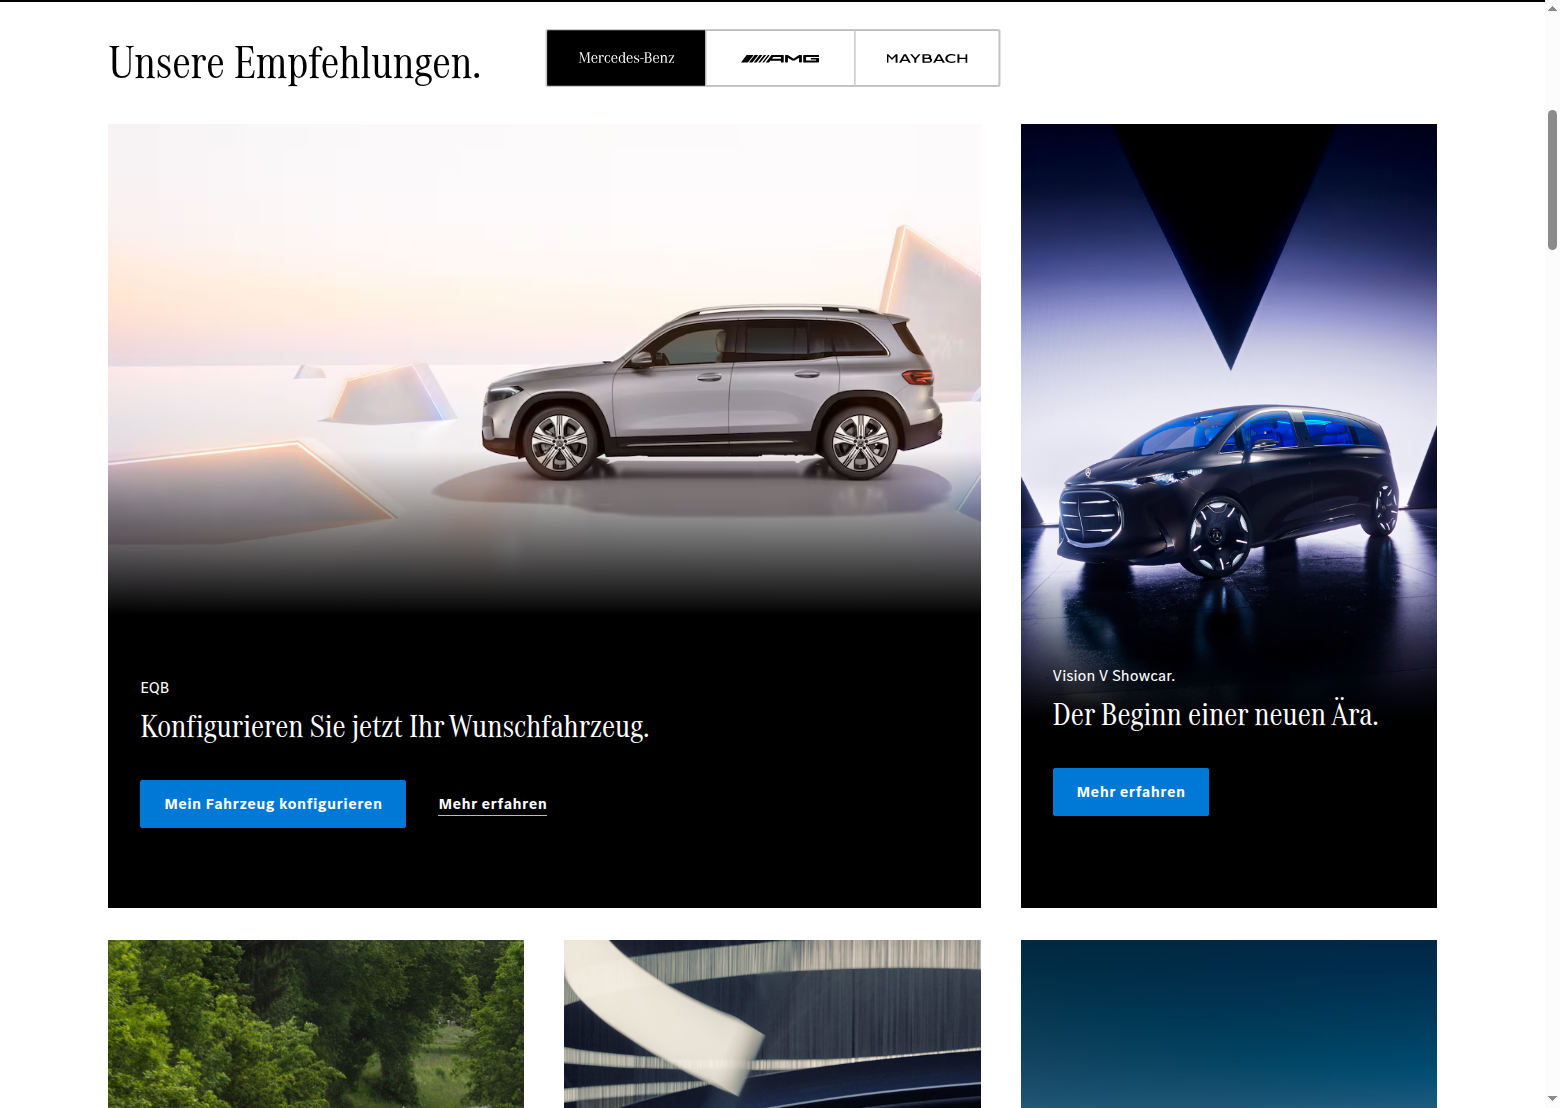 Unsere Empfehlungen.
Mercedes-Benz
AMG
MAYBACH
EQB
Konfigurieren Sie jetzt Ihr Wunschfahrzeug.
Mein Fahrzeug konfigurieren
Mehr erfahren
Vision V Showcar.
Der Beginn einer neuen Ära.
Mehr erfahren